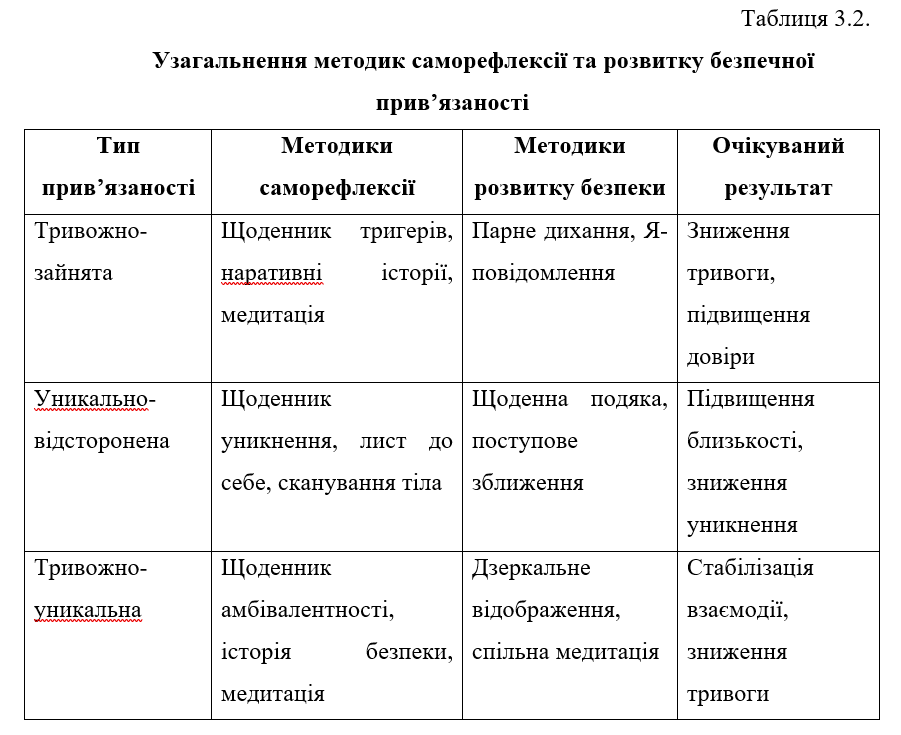 Таблиця 3.2.
Узагальнення методик саморефлексії та розвитку безпечної
прив’язаності
Тип
прив’язаності
Методики
саморефлексії
Методики
розвитку безпеки
Очікуваний
результат
Тривожно-
зайнята
Щоденник тригерів,
наративні історії,
медитація
Парне дихання, Я-
повідомлення
Зниження
тривоги,
підвищення
довіри
Уникально-
відсторонена
Щоденник
уникнення, лист до
себе, сканування тіла
Щоденна подяка,
поступове
зближення
Підвищення
близькості,
зниження
уникнення
Тривожно-
уникальна
Щоденник
амбівалентності,
історія безпеки,
медитація
Дзеркальне
відображення,
спільна медитація
Стабілізація
взаємодії,
зниження
тривоги